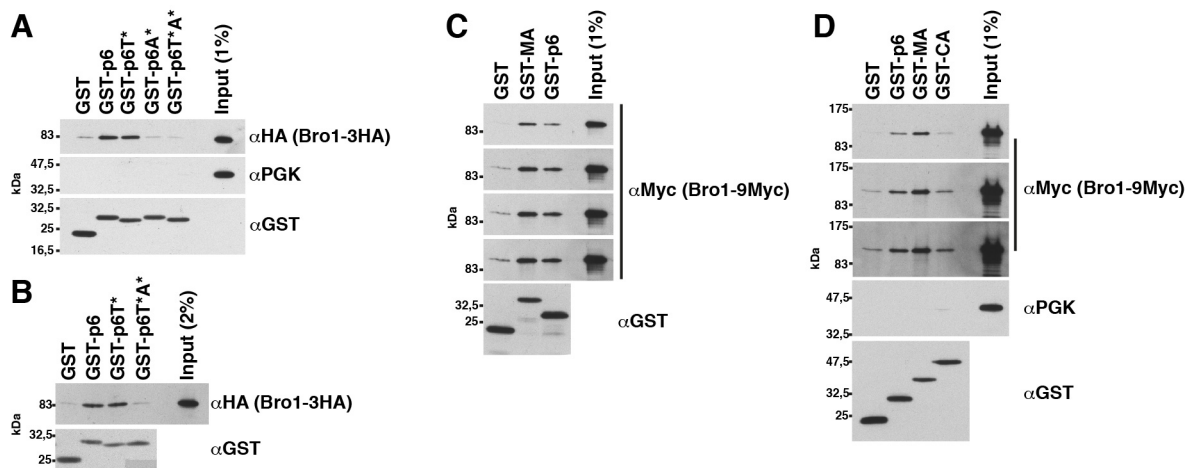 A
GST
GST-p6
GST-p6T*
GST-p6A*
GST-p6T*A*
Input (1%)
83
αHA (Bro1-3HA)
47,5
32,5
αPGK
kDa
32,5
25
16,5
αGST
B
GST
GST-p6
GST-p6T*
GST-p6T*A*
Input (2%)
83
αHA (Bro1-3HA)
kDa
32,5
25
αGST
C
GST
GST-MA
GST-p6
Input (1%)
83
83
83
83
kDa
αMyc (Bro1-9Myc)
32,5
25
αGST
D
GST
GST-p6
GST-MA
GST-CA
Input (1%)
175
83
175
83
175
83
kDa
αMyc (Bro1-9Myc)
47,5
32,5
αPGK
47,5
32,5
25
αGST